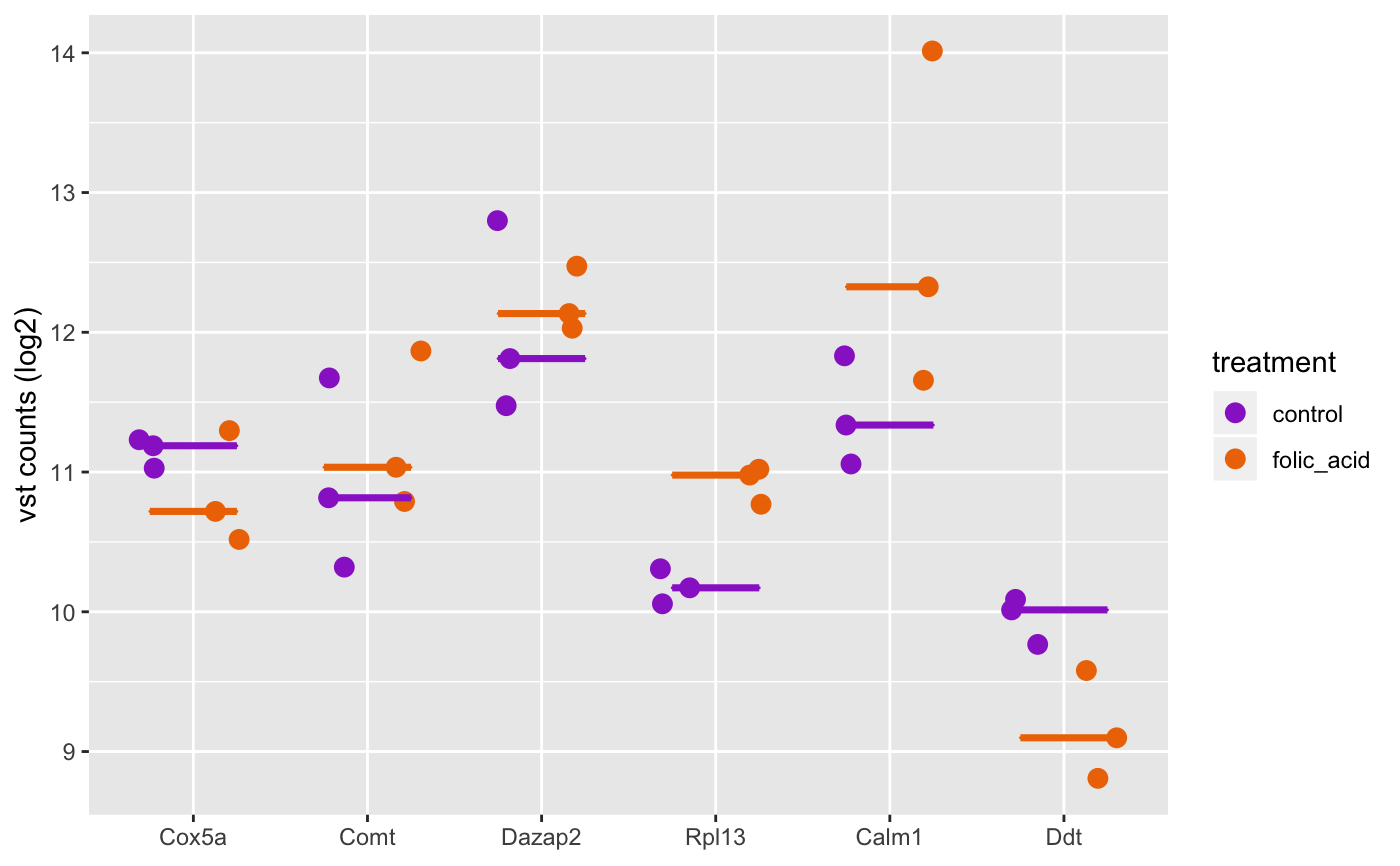 14
13
12
11
10
9
vst counts (log2)
Cox5a
Comt
Dazap2
Rpl13
Calm1
Ddt
treatment
control
folic_acid